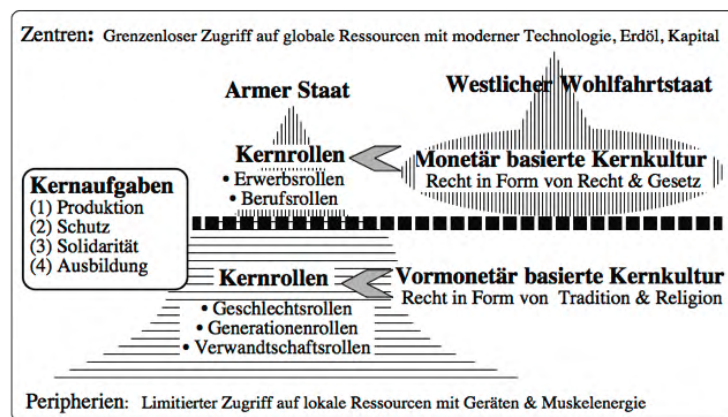 Zentren: Grenzenloser Zugriff auf globale Ressourcen mit moderner Technologie, Erdöl, Kapital
Armer Staat
Westlicher Wohlfahrtstaat
Kernrollen
• Erwerbsrollen
• Berufsrollen
Monetär basierte Kernkultur
Recht in Form von Recht & Gesetz
Kernaufgaben
(1) Produktion
(2) Schutz
(3) Solidarität
(4) Ausbildung
Kernrollen
• Geschlechtsrollen
• Generationenrollen
• Verwandtschaftsrollen
Vormonetär basierte Kernkultur
Recht in Form von Tradition & Religion
Peripherien: Limitierter Zugriff auf lokale Ressourcen mit Geräten & Muskelenergie